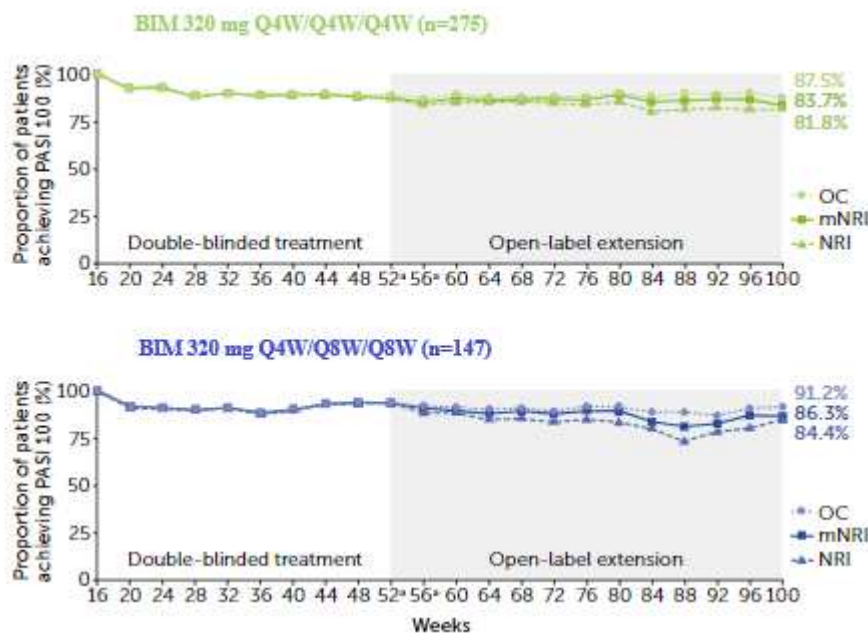 BIM 320 mg Q4W/Q4W/Q4W (n=275)
Proportion of patients
achieving PASI 100 (%)
100
75
50
25
0
87.5%
83.7%
81.8%
OC
mNRI
NRI
Double-blinded treatment
Open-label extension
16 20 24 28 32 36 40 44 48 52ª 56ª 60 64 68 72 76 80 84 88 92 96 100
BIM 320 mg Q4W/Q8W/Q8W (n=147)
Proportion of patients
achieving PASI 100 (%)
100
75
50
25
0
91.2%
86.3%
84.4%
OC
mNRI
NRI
Double-blinded treatment
Open-label extension
16 20 24 28 32 36 40 44 48 52ª 56ª 60 64 68 72 76 80 84 88 92 96 100
Weeks